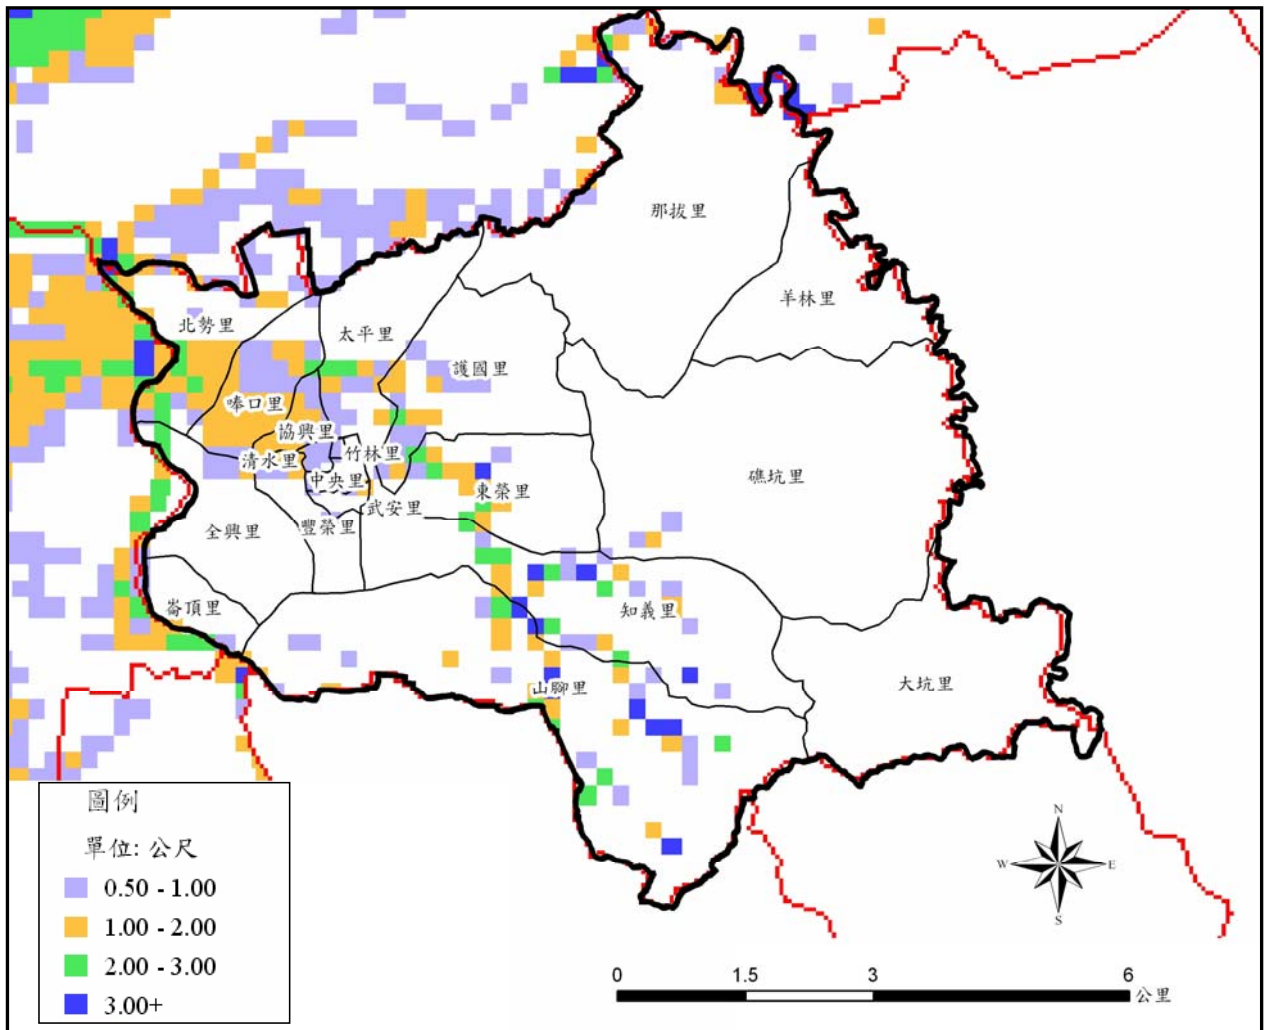 那拔里
羊林里
北勢里
太平里
護國里
唪口里
協興里
竹林里
清水里
中央里
礁坑里
東榮里
武安里
全興里
豐榮里
知義里
崙頂里
山腳里
大坑里
圖例
單位: 公尺
0.50 - 1.00
1.00 - 2.00
2.00 - 3.00
3.00+
N
W E
S
0 1.5 3 6
公里